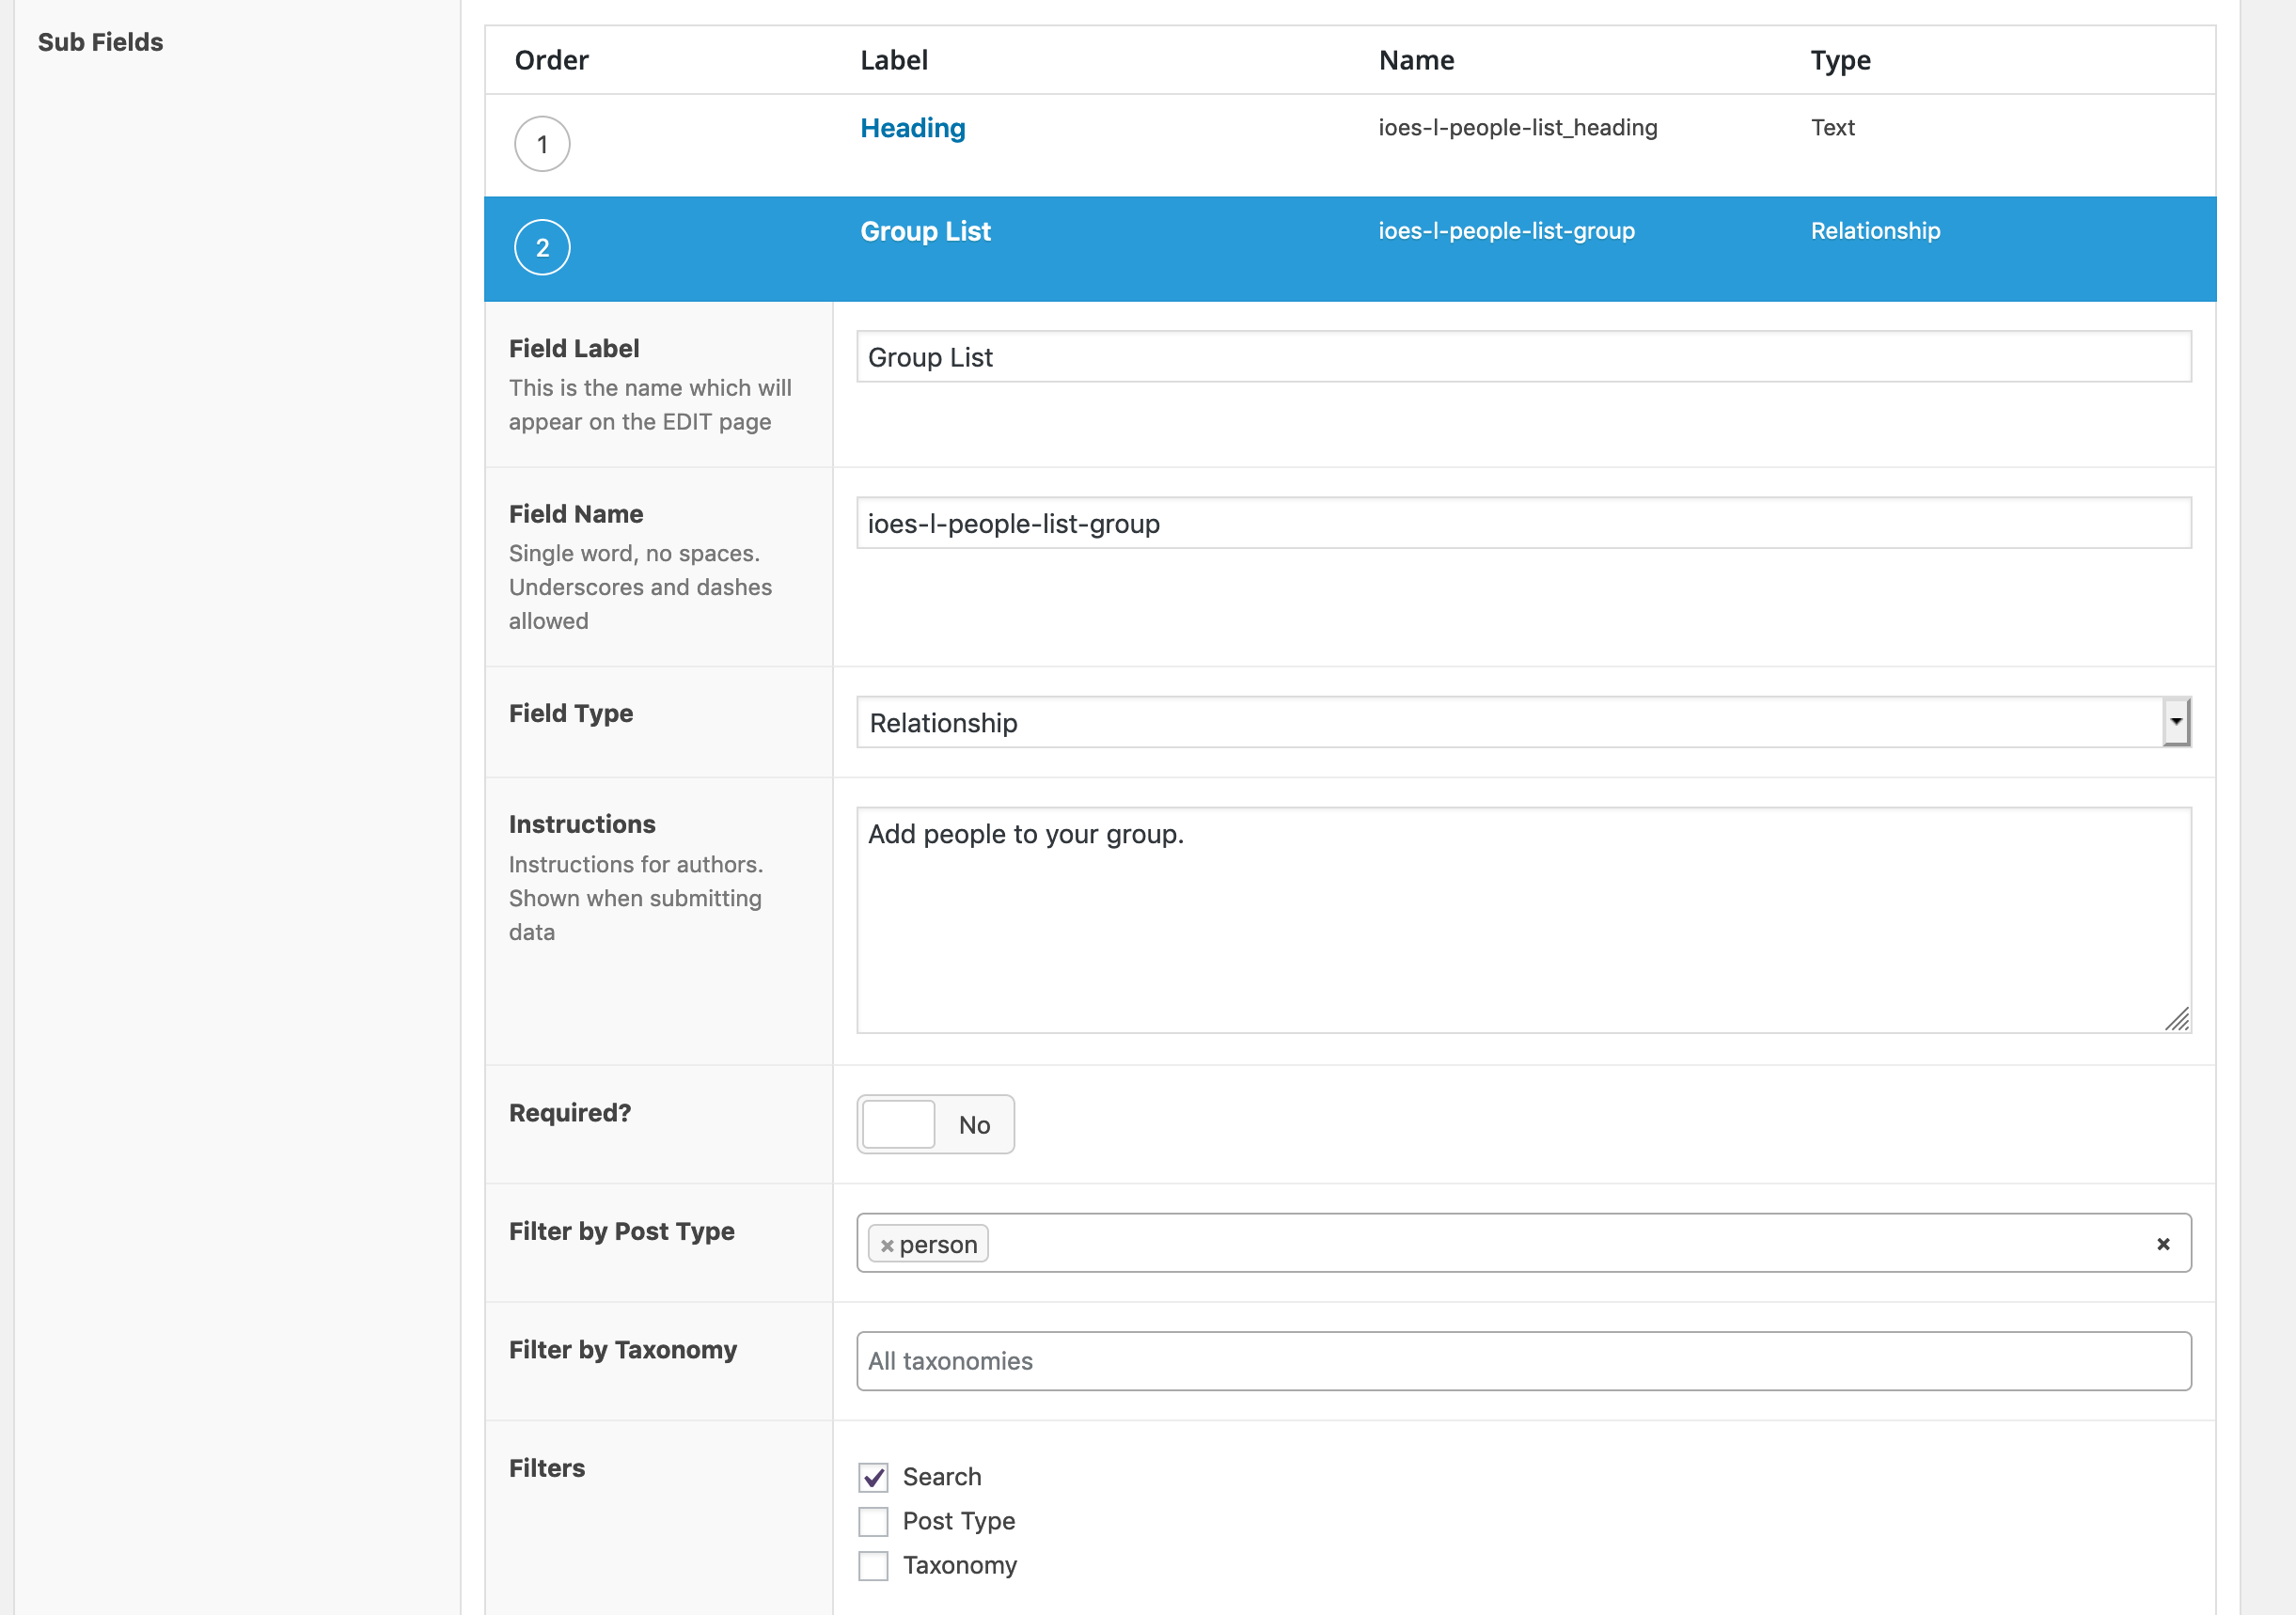 Sub Fields
Order Label Name Type
1 Heading ioes-l-people-list_heading Text
2 Group List ioes-l-people-list-group Relationship
Field Label
This is the name which will
appear on the EDIT page
Group List
Field Name
Single word, no spaces.
Underscores and dashes
allowed
ioes-l-people-list-group
Field Type
Relationship
Instructions
Instructions for authors.
Shown when submitting
data
Add people to your group.
Required?
No
Filter by Post Type
× person ×
Filter by Taxonomy
All taxonomies
Filters
Search
Post Type
Taxonomy